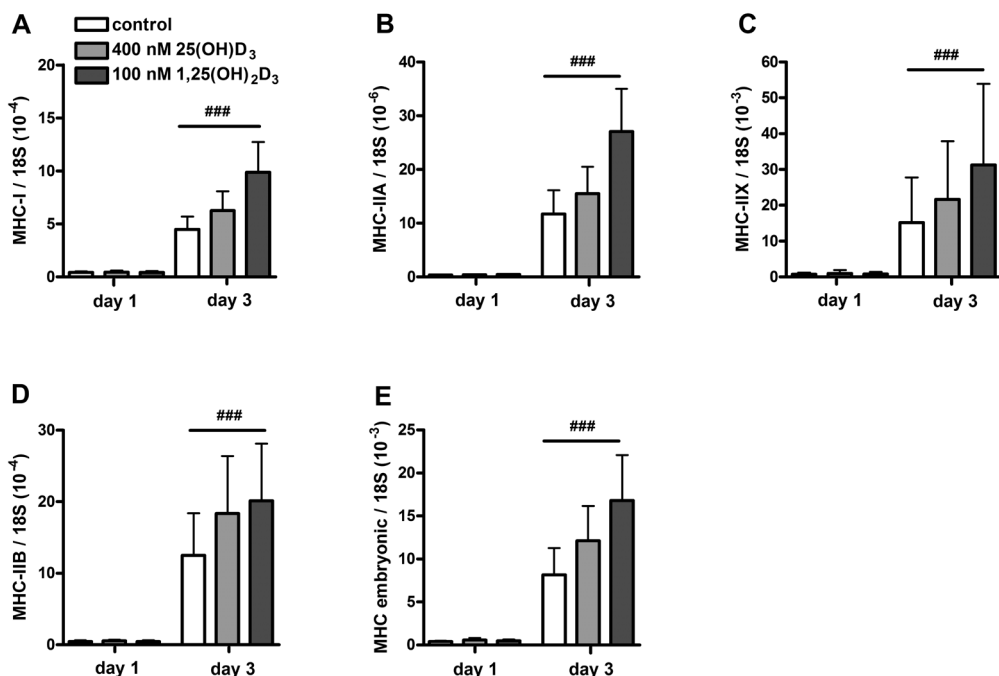 A
control
400 nM 25(OH)D3
100 nM 1,25(OH)2D3
MHC-I / 18S (10-4)
20
15
10
5
0
###
day 1
day 3
B
MHC-IIA / 18S (10-6)
40
30
20
10
0
###
day 1
day 3
C
MHC-IIX / 18S (10-3)
60
50
40
30
20
10
0
###
day 1
day 3
D
MHC-IIB / 18S (10-4)
30
20
10
0
###
day 1
day 3
E
MHC embryonic / 18S (10-3)
25
20
15
10
5
0
###
day 1
day 3